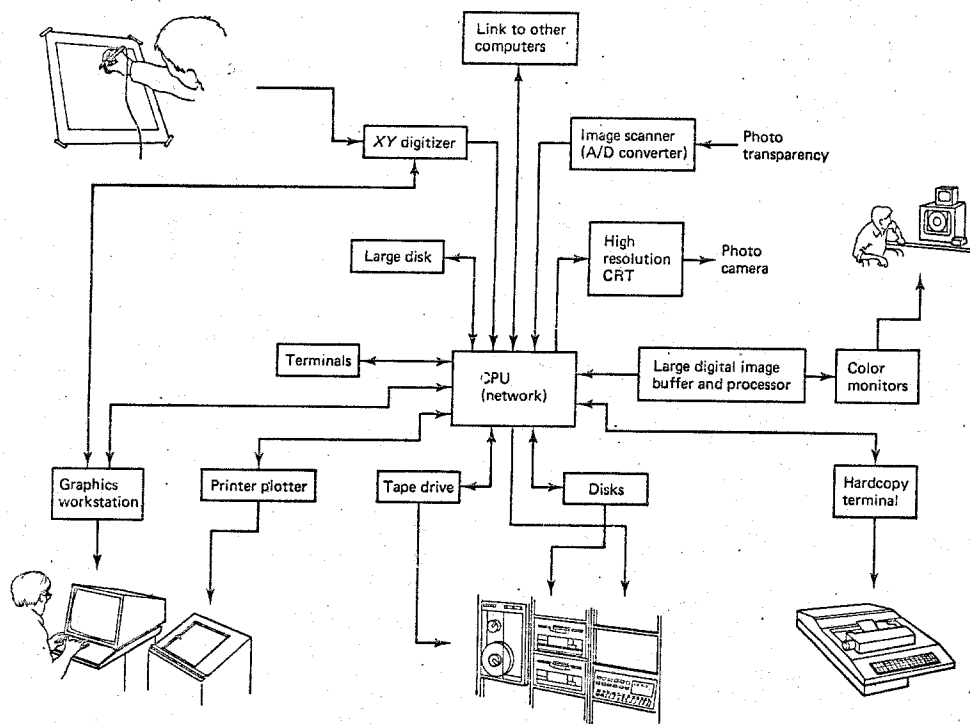 Link to other
computers
XY digitizer
Image scanner
(A/D converter)
Photo
transparency
Large disk
High
resolution
CRT
Photo
camera
Terminals
CPU
(network)
Large digital image
buffer and processor
Color
monitors
Graphics
workstation
Printer plotter
Tape drive
Disks
Hardcopy
terminal